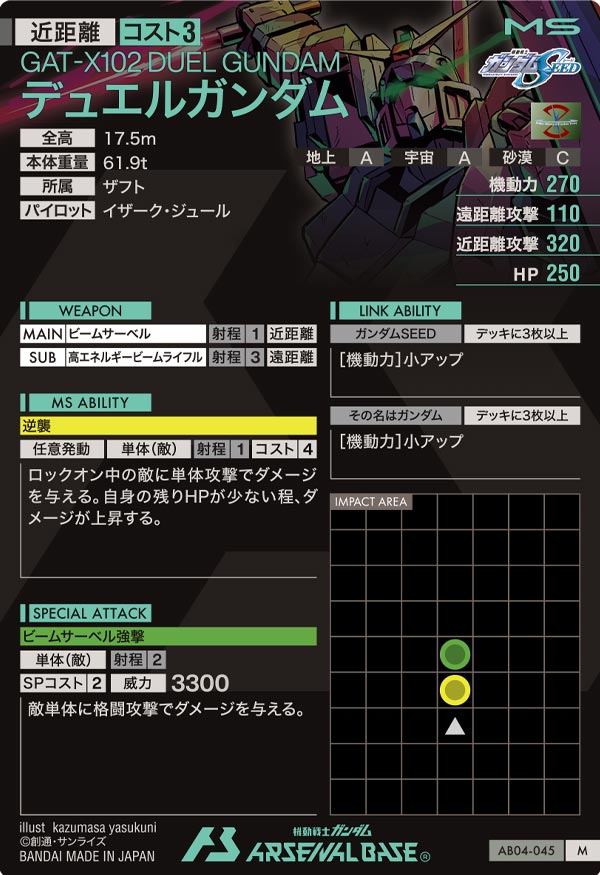 近距離 コスト3 MS
GAT-X102 DUEL GUNDAM
デュエルガンダム
機動戦士ガンダムSEED
全高 17.5m
本体重量 61.9t
所属 ザフト
パイロット イザーク・ジュール
地上 A 宇宙 A 砂漠 C
機動力 270
遠距離攻撃 110
近距離攻撃 320
HP 250
WEAPON
MAIN ビームサーベル 射程 1 近距離
SUB 高エネルギービームライフル 射程 3 遠距離
MS ABILITY
逆襲
任意発動 単体(敵) 射程 1 コスト 4
ロックオン中の敵に単体攻撃でダメージ
を与える。自身の残りHPが少ない程、ダ
メージが上昇する。
SPECIAL ATTACK
ビームサーベル強撃
単体(敵) 射程 2
SPコスト 2 威力 3300
敵単体に格闘攻撃でダメージを与える。
LINK ABILITY
ガンダムSEED デッキに3枚以上
[機動力]小アップ
その名はガンダム デッキに3枚以上
[機動力]小アップ
IMPACT AREA
illust kazumasa yasukuni
©創通・サンライズ
BANDAI MADE IN JAPAN
機動戦士ガンダム
ARSENAL BASE®
AB04-045 M